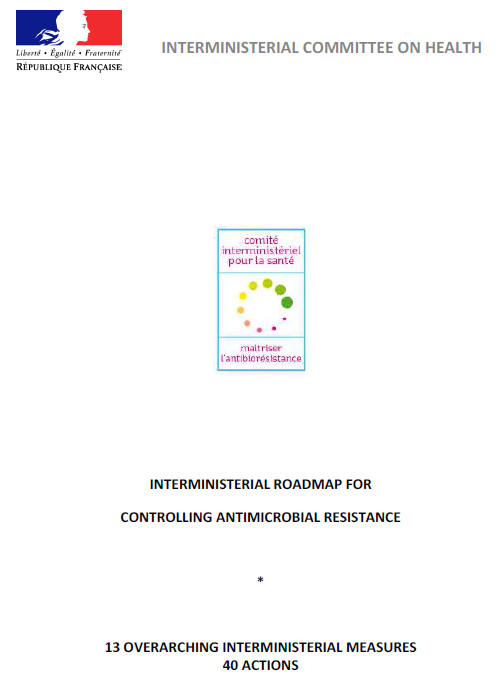 Liberté • Égalité • Fraternité
RÉPUBLIQUE FRANÇAISE
INTERMINISTERIAL COMMITTEE ON HEALTH
comité
interministériel
pour la santé
maitriser
l'antibiorésistance
INTERMINISTERIAL ROADMAP FOR
CONTROLLING ANTIMICROBIAL RESISTANCE
*
13 OVERARCHING INTERMINISTERIAL MEASURES
40 ACTIONS